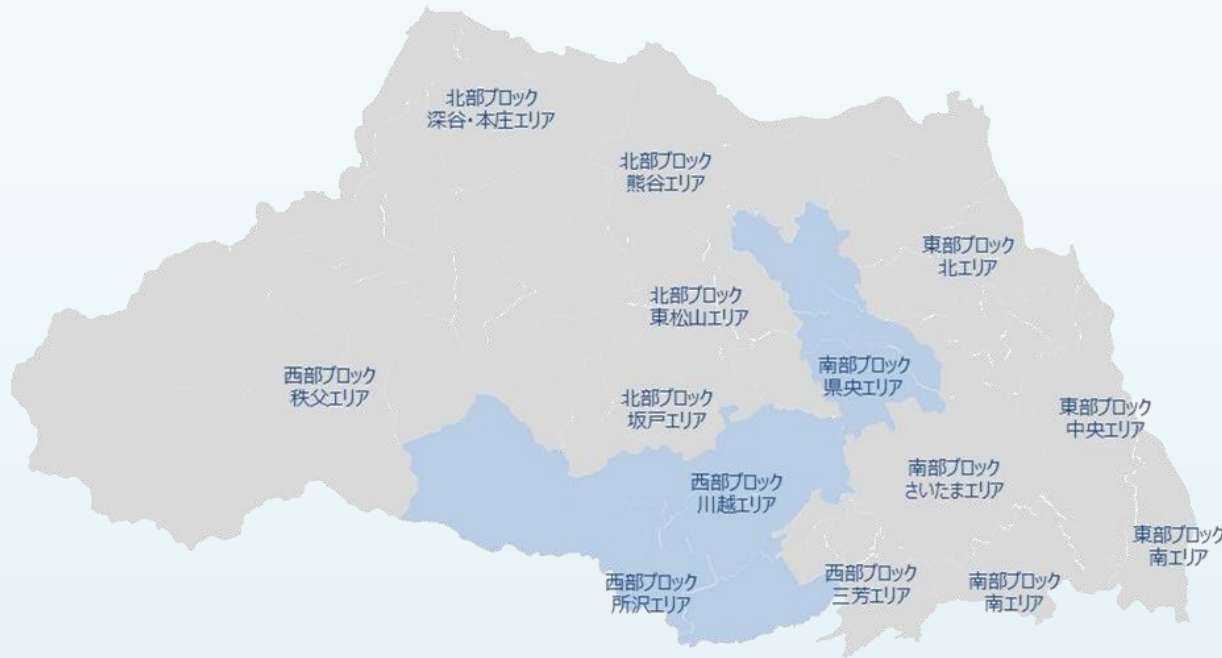 北部ブロック
深谷・本庄エリア
北部ブロック
熊谷エリア
東部ブロック
北エリア
北部ブロック
東松山エリア
南部ブロック
県央エリア
西部ブロック
秩父エリア
北部ブロック
坂戸エリア
東部ブロック
中央エリア
南部ブロック
さいたまエリア
西部ブロック
川越エリア
東部ブロック
南エリア
西部ブロック
三芳エリア
西部ブロック
所沢エリア
南部ブロック
南エリア